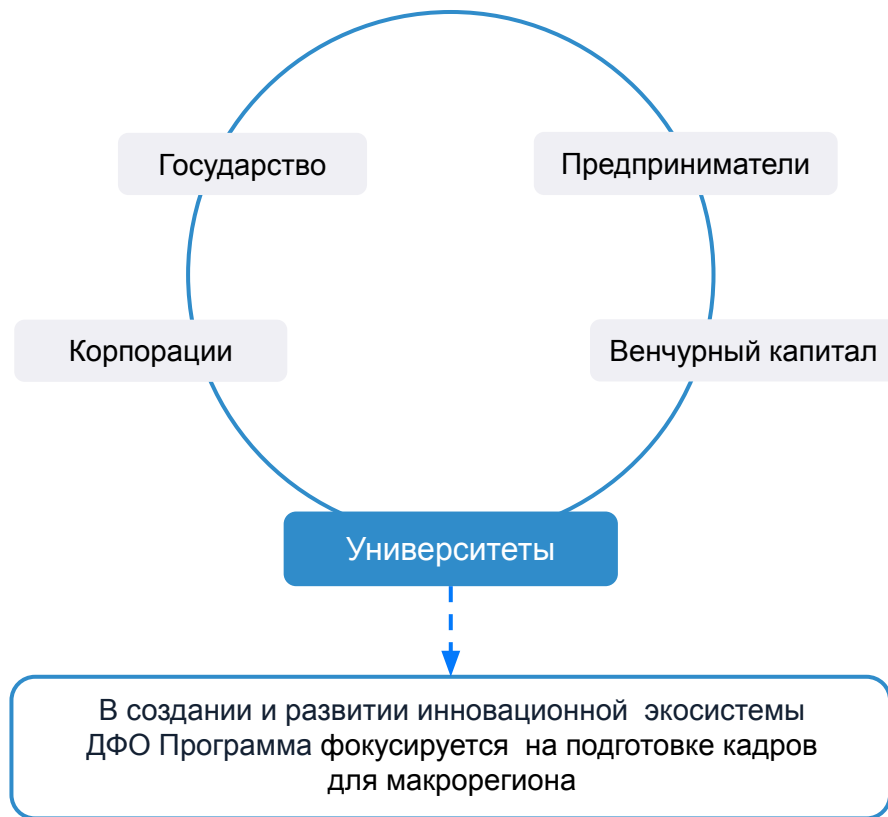 Государство
Предприниматели
Корпорации
Венчурный капитал
Университеты
В создании и развитии инновационной экосистемы
ДФО Программа фокусируется на подготовке кадров
для макрорегиона